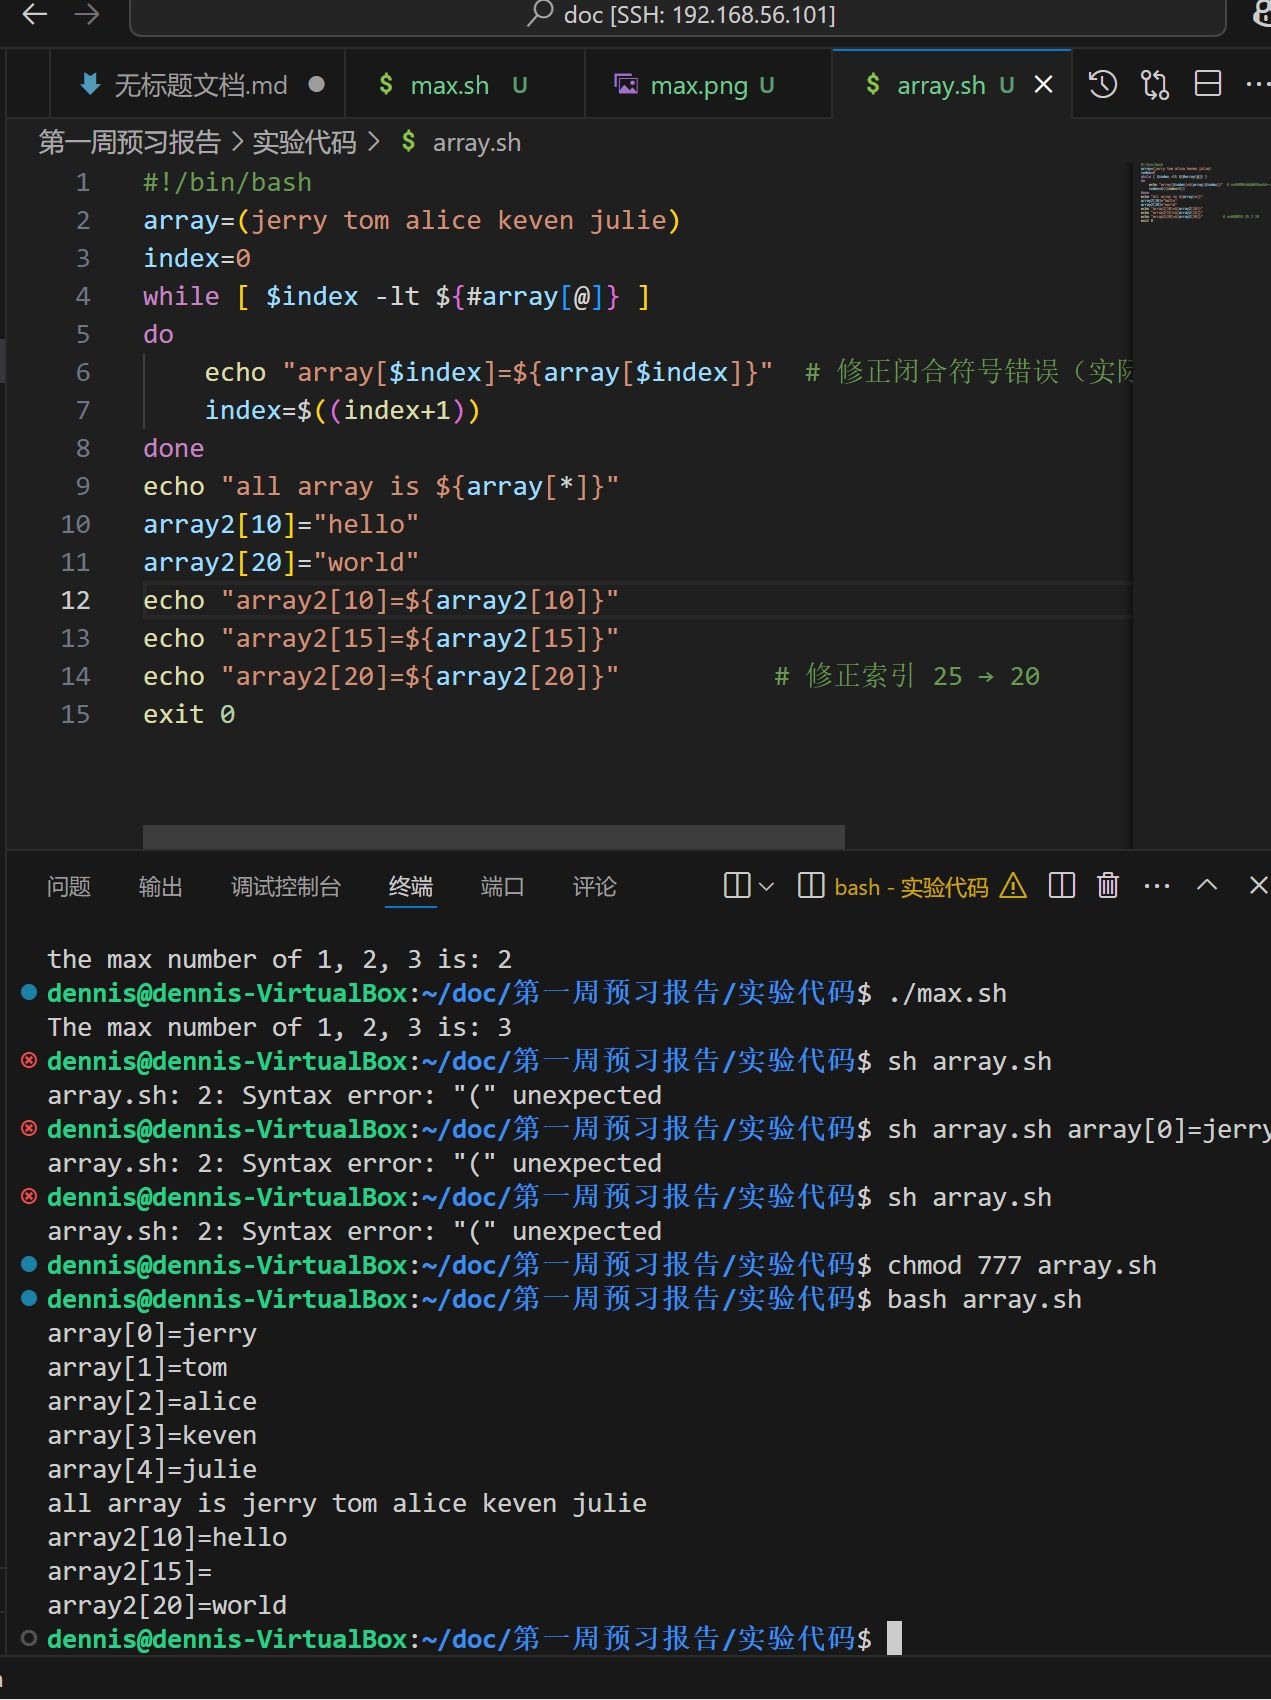 doc [SSH: 192.168.56.101]
无标题文档.md
$ max.sh U
max.png U
$ array.sh U
第一周预习报告 > 实验代码 > $ array.sh
1 #!/bin/bash
2 array=(jerry tom alice keven julie)
3 index=0
4 while [ $index -lt ${#array[@]} ]
5 do
6 echo "array[$index]=${array[$index]}" # 修正闭合符号错误（实际
7 index=$((index+1))
8 done
9 echo "all array is ${array[*]}"
10 array2[10]="hello"
11 array2[20]="world"
12 echo "array2[10]=${array2[10]}"
13 echo "array2[15]=${array2[15]}"
14 echo "array2[20]=${array2[20]}" # 修正索引 25 → 20
15 exit 0
问题 输出 调试控制台 终端 端口 评论 bash - 实验代码
the max number of 1, 2, 3 is: 2
dennis@dennis-VirtualBox:~/doc/第一周预习报告/实验代码$ ./max.sh
The max number of 1, 2, 3 is: 3
dennis@dennis-VirtualBox:~/doc/第一周预习报告/实验代码$ sh array.sh
array.sh: 2: Syntax error: "(" unexpected
dennis@dennis-VirtualBox:~/doc/第一周预习报告/实验代码$ sh array.sh array[0]=jerry
array.sh: 2: Syntax error: "(" unexpected
dennis@dennis-VirtualBox:~/doc/第一周预习报告/实验代码$ sh array.sh
array.sh: 2: Syntax error: "(" unexpected
dennis@dennis-VirtualBox:~/doc/第一周预习报告/实验代码$ chmod 777 array.sh
dennis@dennis-VirtualBox:~/doc/第一周预习报告/实验代码$ bash array.sh
array[0]=jerry
array[1]=tom
array[2]=alice
array[3]=keven
array[4]=julie
all array is jerry tom alice keven julie
array2[10]=hello
array2[15]=
array2[20]=world
dennis@dennis-VirtualBox:~/doc/第一周预习报告/实验代码$